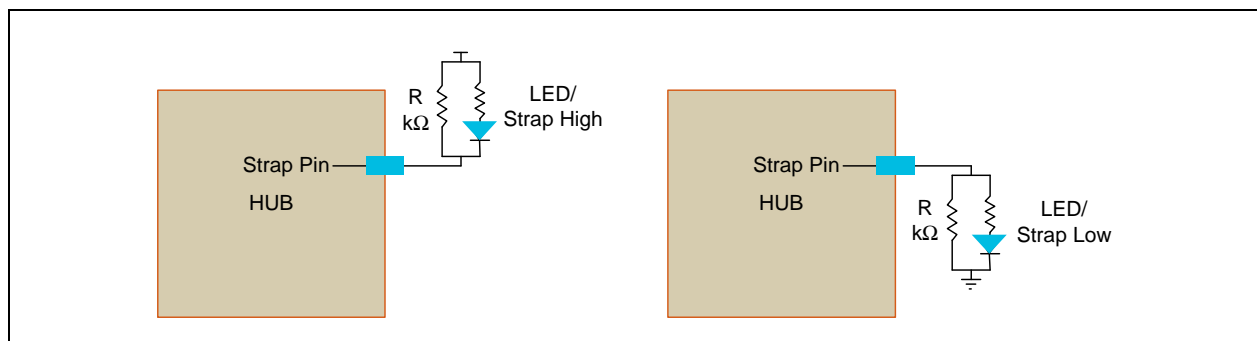 R
kΩ
LED/
Strap High
Strap Pin
HUB
Strap Pin
HUB
R
kΩ
LED/
Strap Low